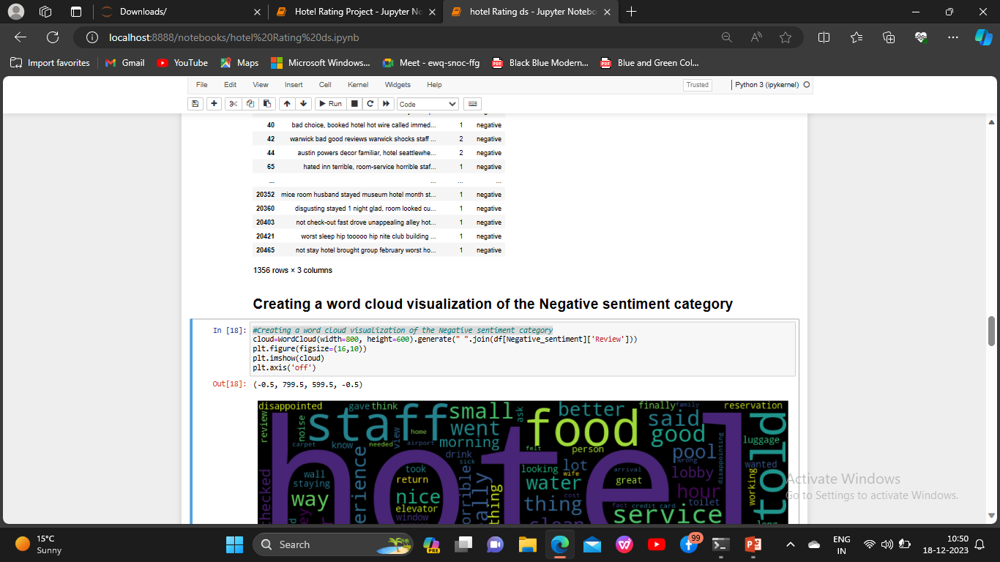 Downloads/
Hotel Rating Project - Jupyter No
hotel Rating ds - Jupyter Notebo
localhost:8888/notebooks/hotel%20Rating%20ds.ipynb
Import favorites Gmail YouTube Maps Microsoft Windows... Meet - ewq-snoc-ffg Black Blue Modern... Blue and Green Col...
File Edit View Insert Cell Kernel Widgets Help Trusted Python 3 (ipykernel)
Run Code
40 bad choice, booked hotel hot wire called immed... 1 negative
42 warwick bad good reviews warwick shocks staff ... 2 negative
44 austin powers decor familiar, hotel seattlewhe... 2 negative
65 hated inn terrible, room-service horrible staf... 1 negative
... ... ... ...
20352 mice room husband stayed museum hotel month st... 1 negative
20360 disgusting stayed 1 night glad, room looked cu... 1 negative
20403 not check-out fast drove unappealing alley hot... 1 negative
20421 worst sleep hip tooooo hip nite club building ... 1 negative
20465 not stay hotel brought group february worst ho... 1 negative
1356 rows × 3 columns
Creating a word cloud visualization of the Negative sentiment category
In [18]: #Creating a word cloud visualization of the Negative sentiment category
cloud=WordCloud(width=800, height=600).generate(" ".join(df[Negative_sentiment]['Review']))
plt.figure(figsize=(16,10))
plt.imshow(cloud)
plt.axis('off')
Out[18]: (-0.5, 799.5, 599.5, -0.5)
disappointed gave think small ask better finally family reservation
review noise staff home went food said told
carpet know needed view airport morning felt person good luggage
hotel
drink sick pool wrong disappointing wanted
wall took looking lot wife arrival lobby working
staying return water great
checked way nice thing cost hour
elevator fact credit card toilet
window thing service
Activate Windows
Go to Settings to activate Windows.
15°C
Sunny
Search
PRE
99
ENG
IN
10:50
18-12-2023